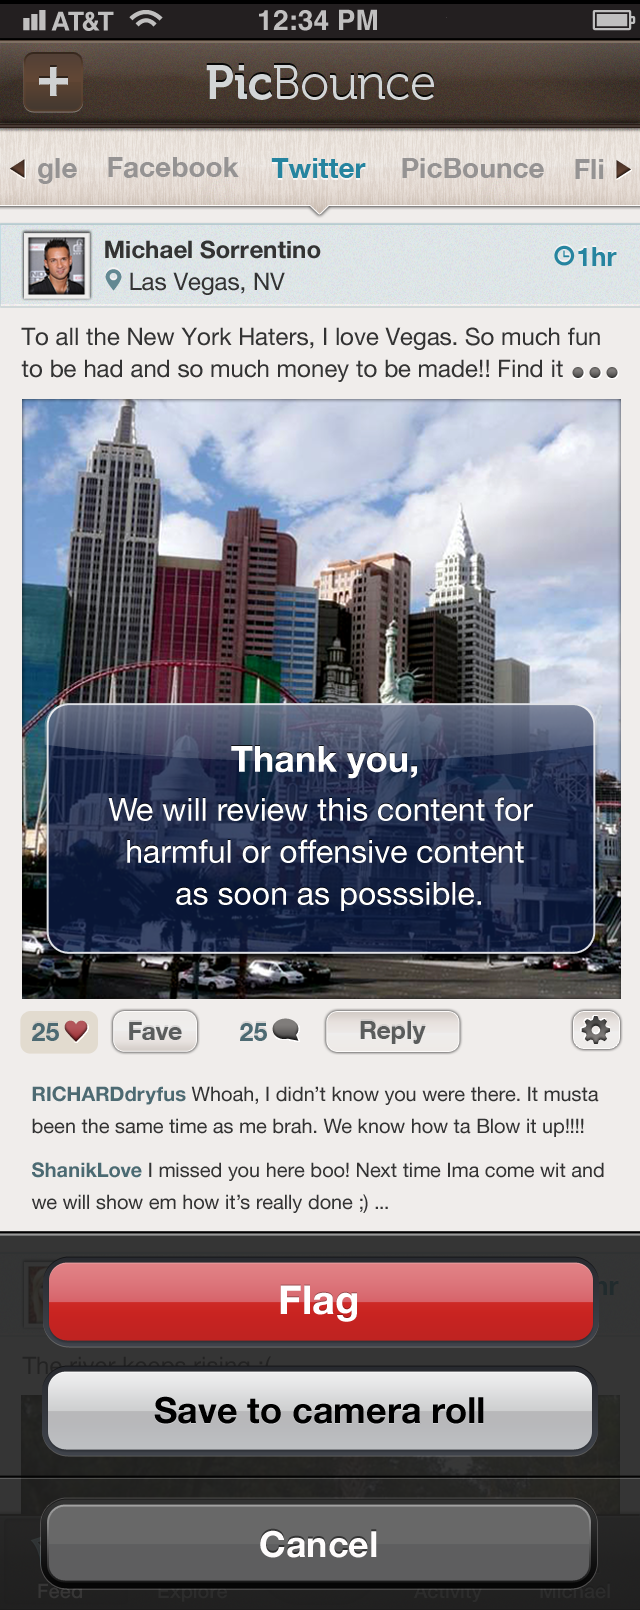 AT&T 12:34 PM
PicBounce
gle Facebook Twitter PicBounce Fli
Michael Sorrentino
1hr
Las Vegas, NV
To all the New York Haters, I love Vegas. So much fun
to be had and so much money to be made!! Find it
Thank you,
We will review this content for
harmful or offensive content
as soon as posssible.
25 Fave 25 Reply
RICHARDdryfus Whoah, I didn't know you were there. It musta
been the same time as me brah. We know how ta Blow it up!!!!
ShanikLove I missed you here boo! Next time Ima come wit and
we will show em how it's really done ;) ...
hr
Flag
The river keeps rising :(
Save to camera roll
Cancel
Feed Explore Activity Michael